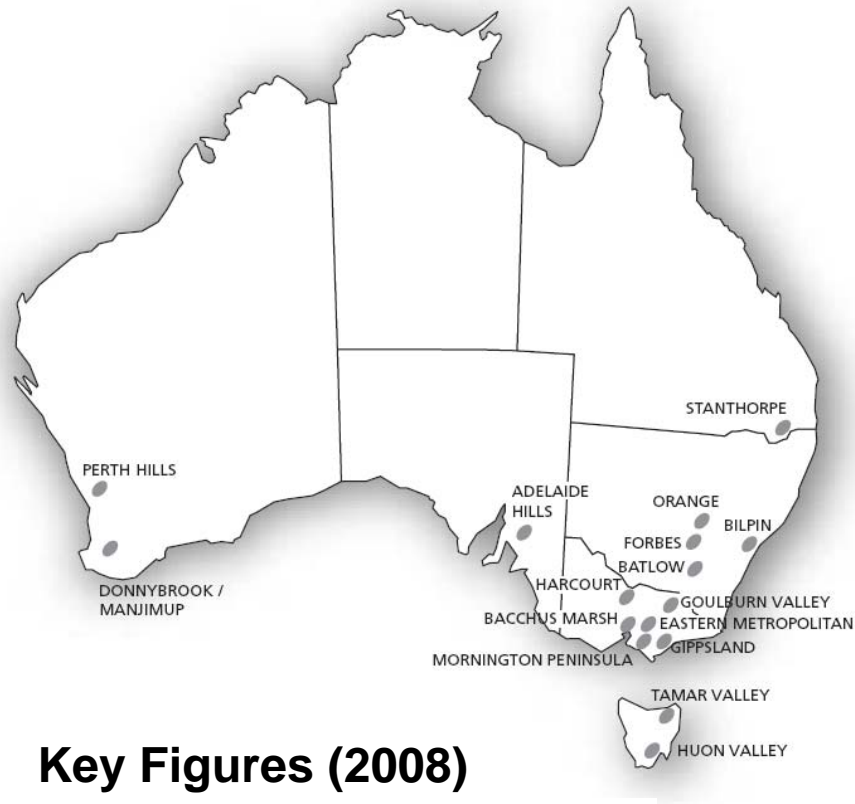 STANTHORPE
PERTH HILLS
ADELAIDE
HILLS
ORANGE
BILPIN
FORBES
BATLOW
HARCOURT
DONNYBROOK /
MANJIMUP
GOULBURN VALLEY
BACCHUS MARSH
EASTERN METROPOLITAN
GIPPSLAND
MORNINGTON PENINSULA
TAMAR VALLEY
HUON VALLEY
Key Figures (2008)